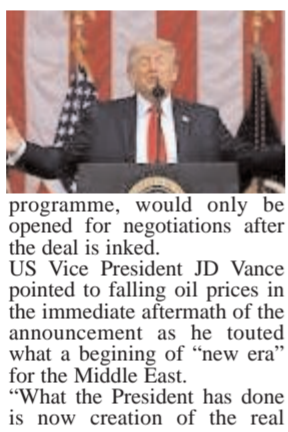 programme, would only be
opened for negotiations after
the deal is inked.
US Vice President JD Vance
pointed to falling oil prices in
the immediate aftermath of the
announcement as he touted
what a begining of “new era”
for the Middle East.
“What the President has done
is now creation of the real